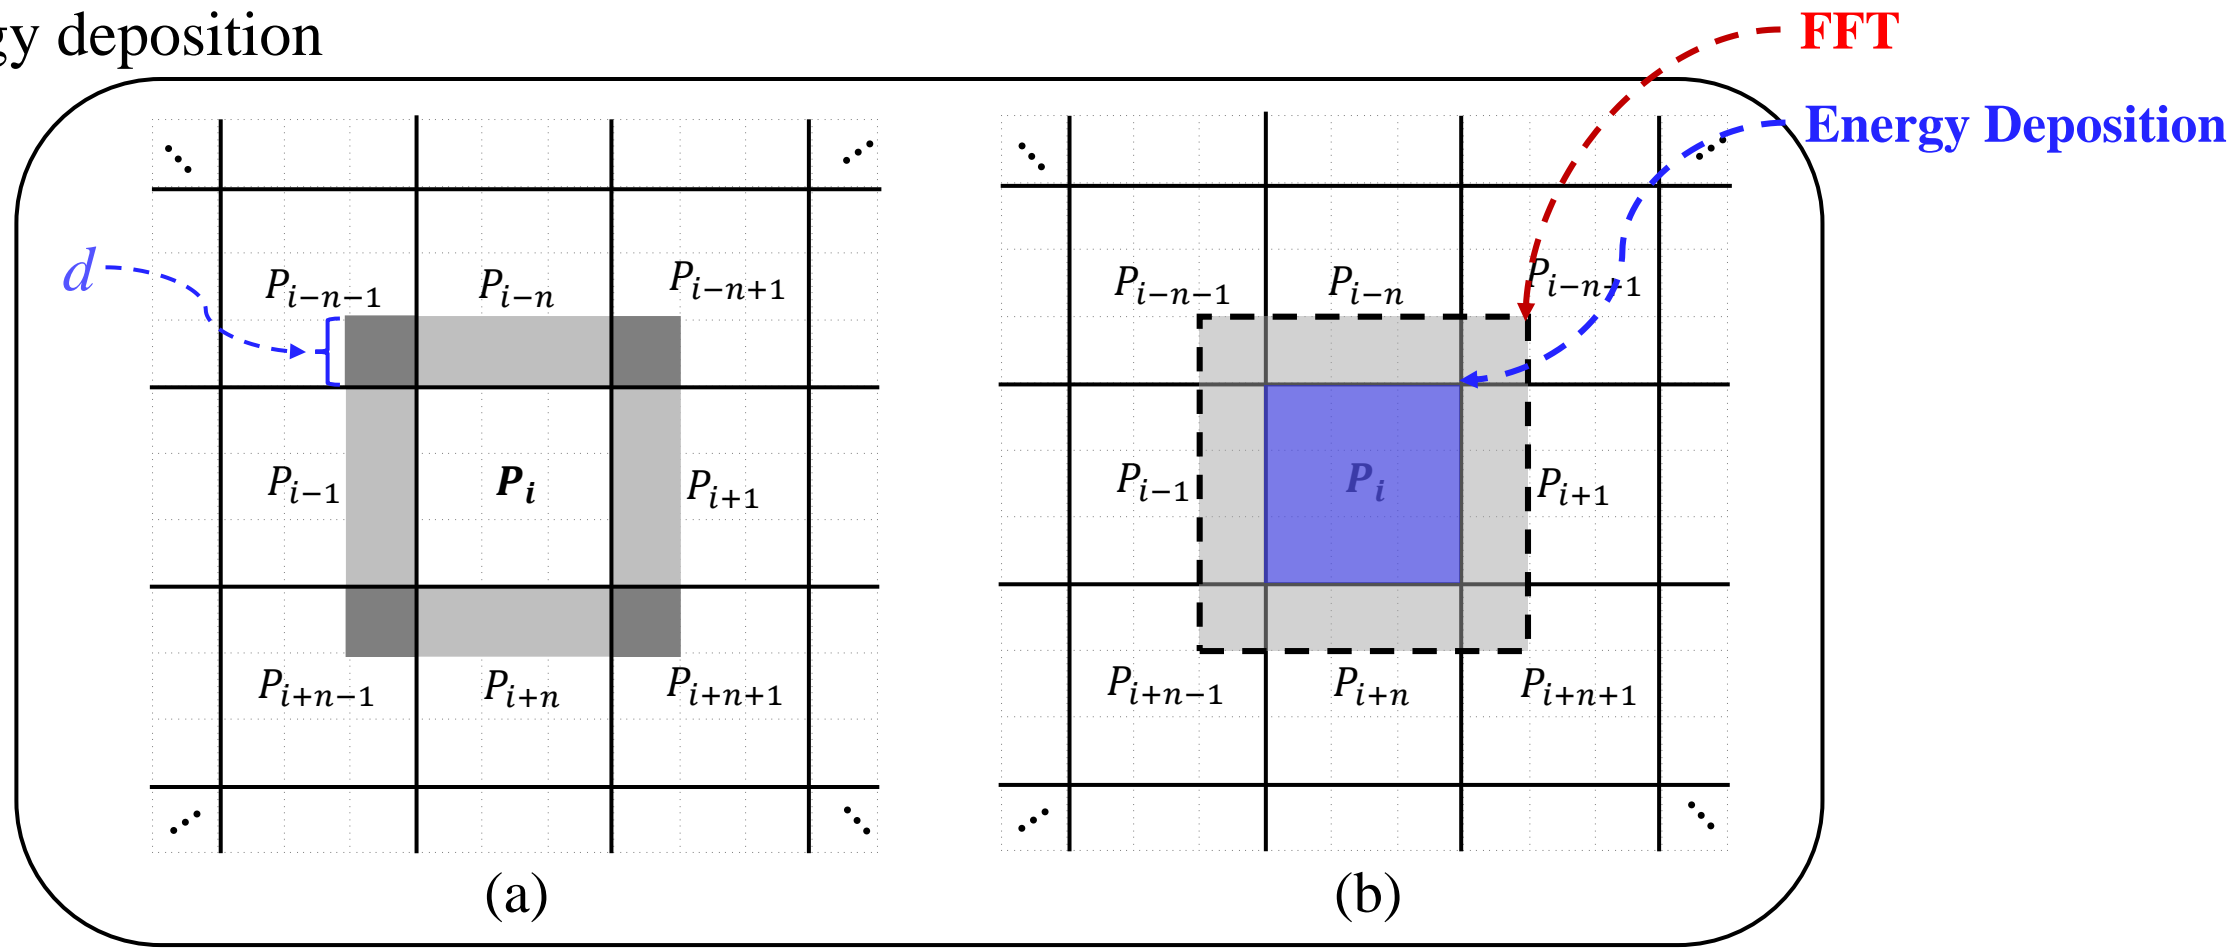 gy deposition
FFT
Energy Deposition
d
P_{i−n−1} P_{i−n} P_{i−n+1}
P_{i−1} P_i P_{i+1}
P_{i+n−1} P_{i+n} P_{i+n+1}
(a)
P_{i−n−1} P_{i−n} P_{i−n+1}
P_{i−1} P_i P_{i+1}
P_{i+n−1} P_{i+n} P_{i+n+1}
(b)